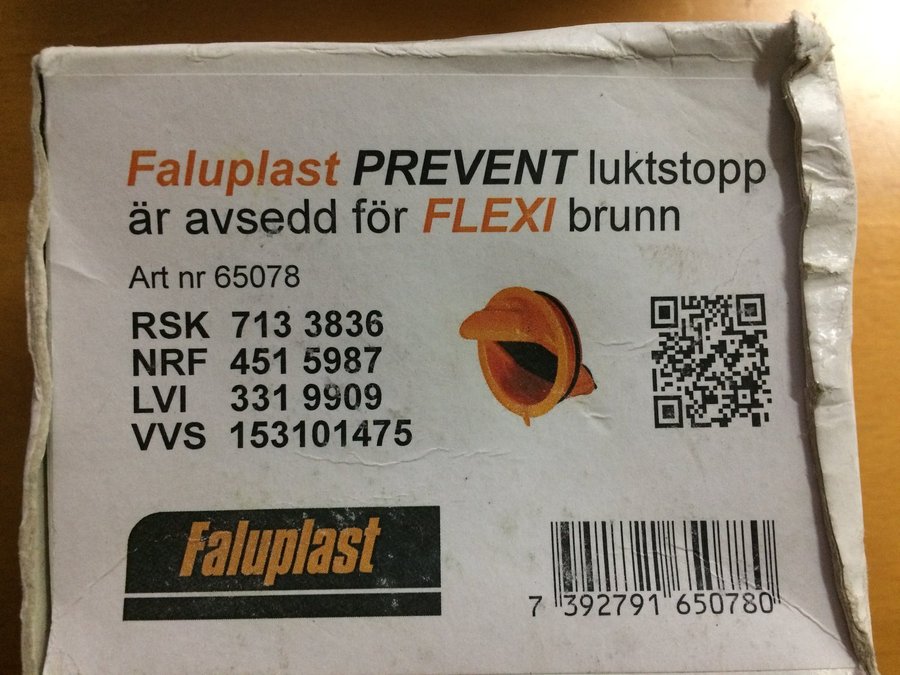 Faluplast PREVENT luktstopp
är avsedd för FLEXI brunn
Art nr 65078
RSK 713 3836
NRF 451 5987
LVI 331 9909
VVS 153101475
Faluplast
7 392791 650780